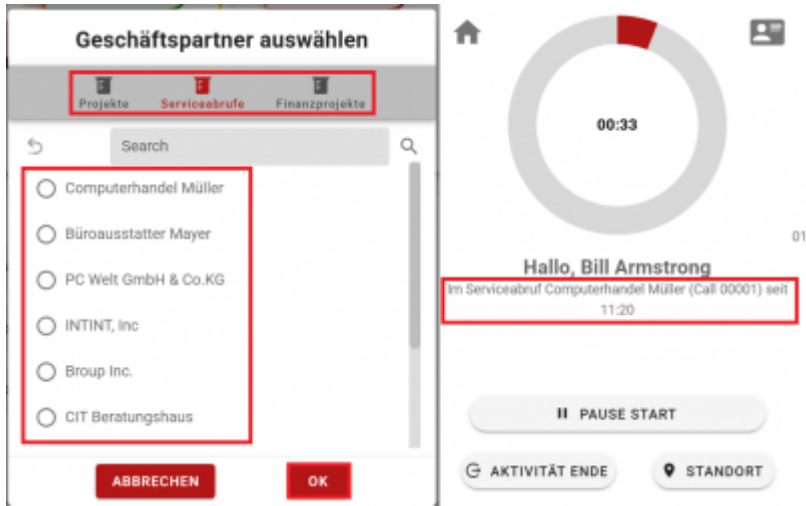 Geschäftspartner auswählen
Projekte Serviceabrufe Finanzprojekte
Search
Computerhandel Müller
Büroausstatter Mayer
PC Welt GmbH & Co.KG
INTINT, Inc
Broup Inc.
CIT Beratungshaus
ABBRECHEN OK
00:33
01
Hallo, Bill Armstrong
Im Serviceabruf Computerhandel Müller (Call 00001) seit
11:20
PAUSE START
AKTIVITÄT ENDE STANDORT